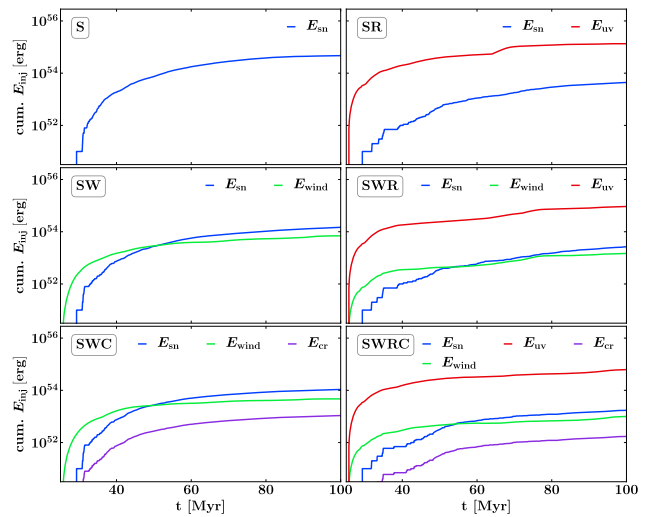 S
E_sn
cum. E_inj [erg]
10^56
10^54
10^52
SR
E_sn E_uv
SW
E_sn E_wind
cum. E_inj [erg]
10^56
10^54
10^52
SWR
E_sn E_wind E_uv
SWC
E_sn E_wind E_cr
cum. E_inj [erg]
10^56
10^54
10^52
40 60 80 100
t [Myr]
SWRC
E_sn E_uv E_cr
E_wind
40 60 80 100
t [Myr]